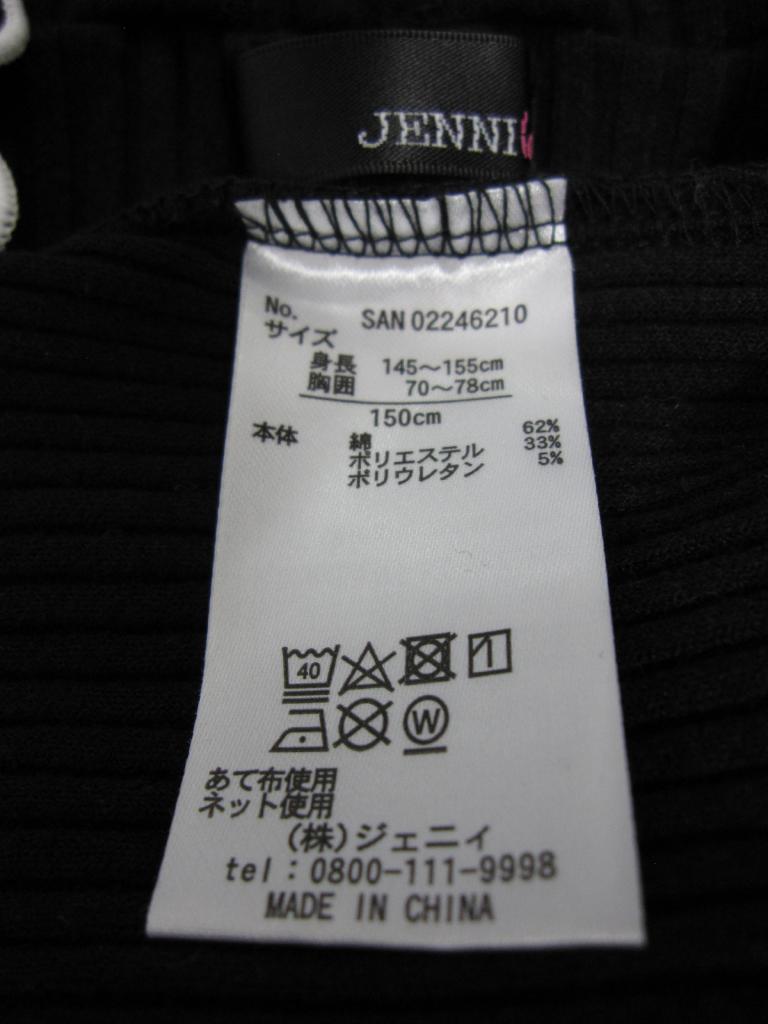 JENNI
No. SAN 02246210
サイズ
身長 145～155cm
胸囲 70～78cm
150cm
本体 綿 62%
ポリエステル 33%
ポリウレタン 5%
40
W
あて布使用
ネット使用
(株)ジェニィ
tel：0800-111-9998
MADE IN CHINA